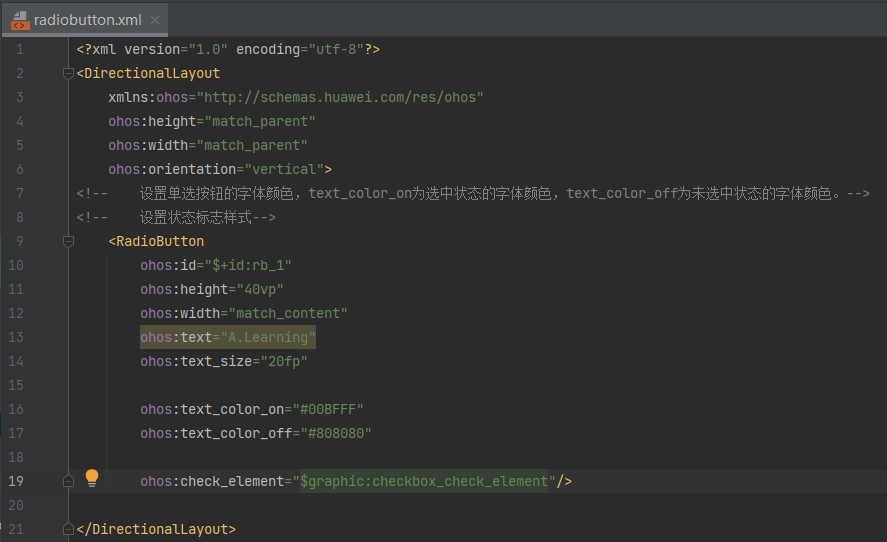 radiobutton.xml
1 <?xml version="1.0" encoding="utf-8"?>
2 <DirectionalLayout
3 xmlns:ohos="http://schemas.huawei.com/res/ohos"
4 ohos:height="match_parent"
5 ohos:width="match_parent"
6 ohos:orientation="vertical">
7 <!-- 设置单选按钮的字体颜色，text_color_on为选中状态的字体颜色，text_color_off为未选中状态的字体颜色。-->
8 <!-- 设置状态标志样式-->
9 <RadioButton
10 ohos:id="$+id:rb_1"
11 ohos:height="40vp"
12 ohos:width="match_content"
13 ohos:text="A.Learning"
14 ohos:text_size="20fp"
15
16 ohos:text_color_on="#00BFFF"
17 ohos:text_color_off="#808080"
18
19 ohos:check_element="$graphic:checkbox_check_element"/>
20
21 </DirectionalLayout>